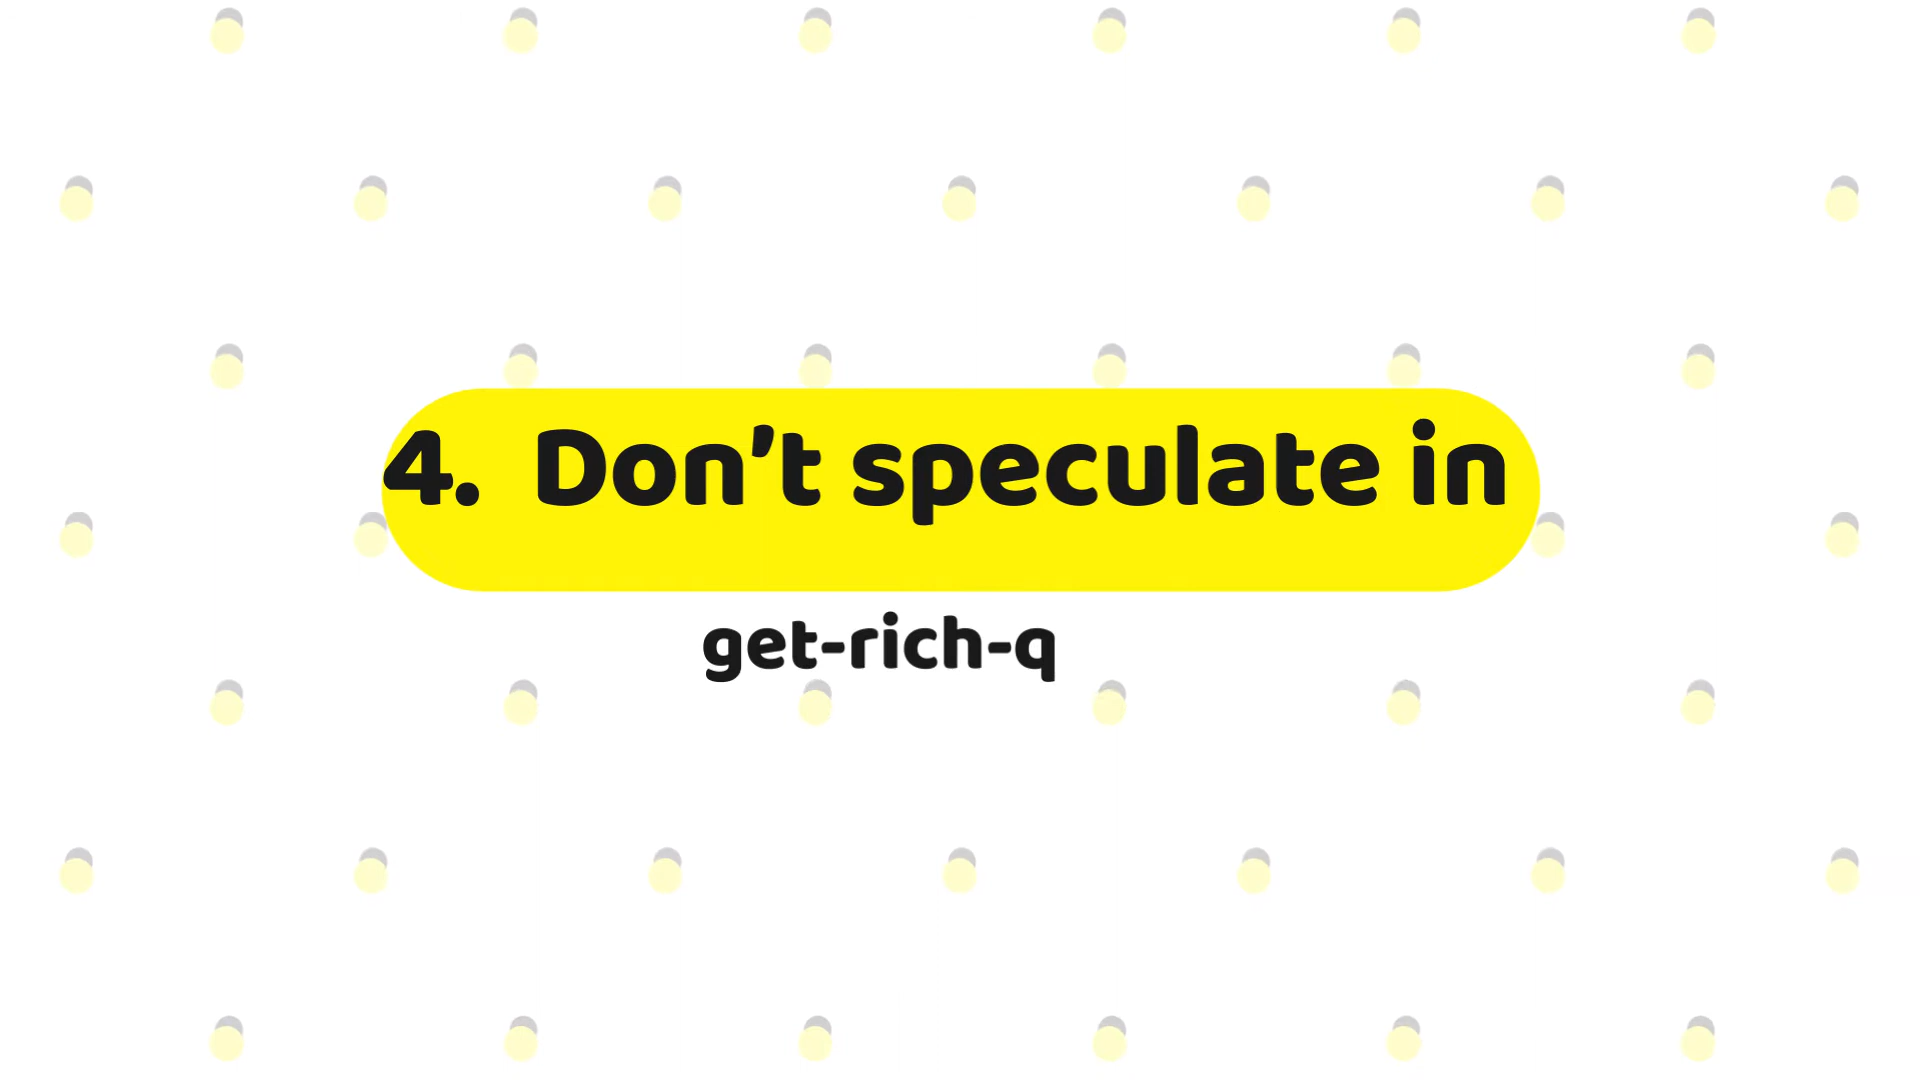 4. Don’t speculate in
get-rich-q